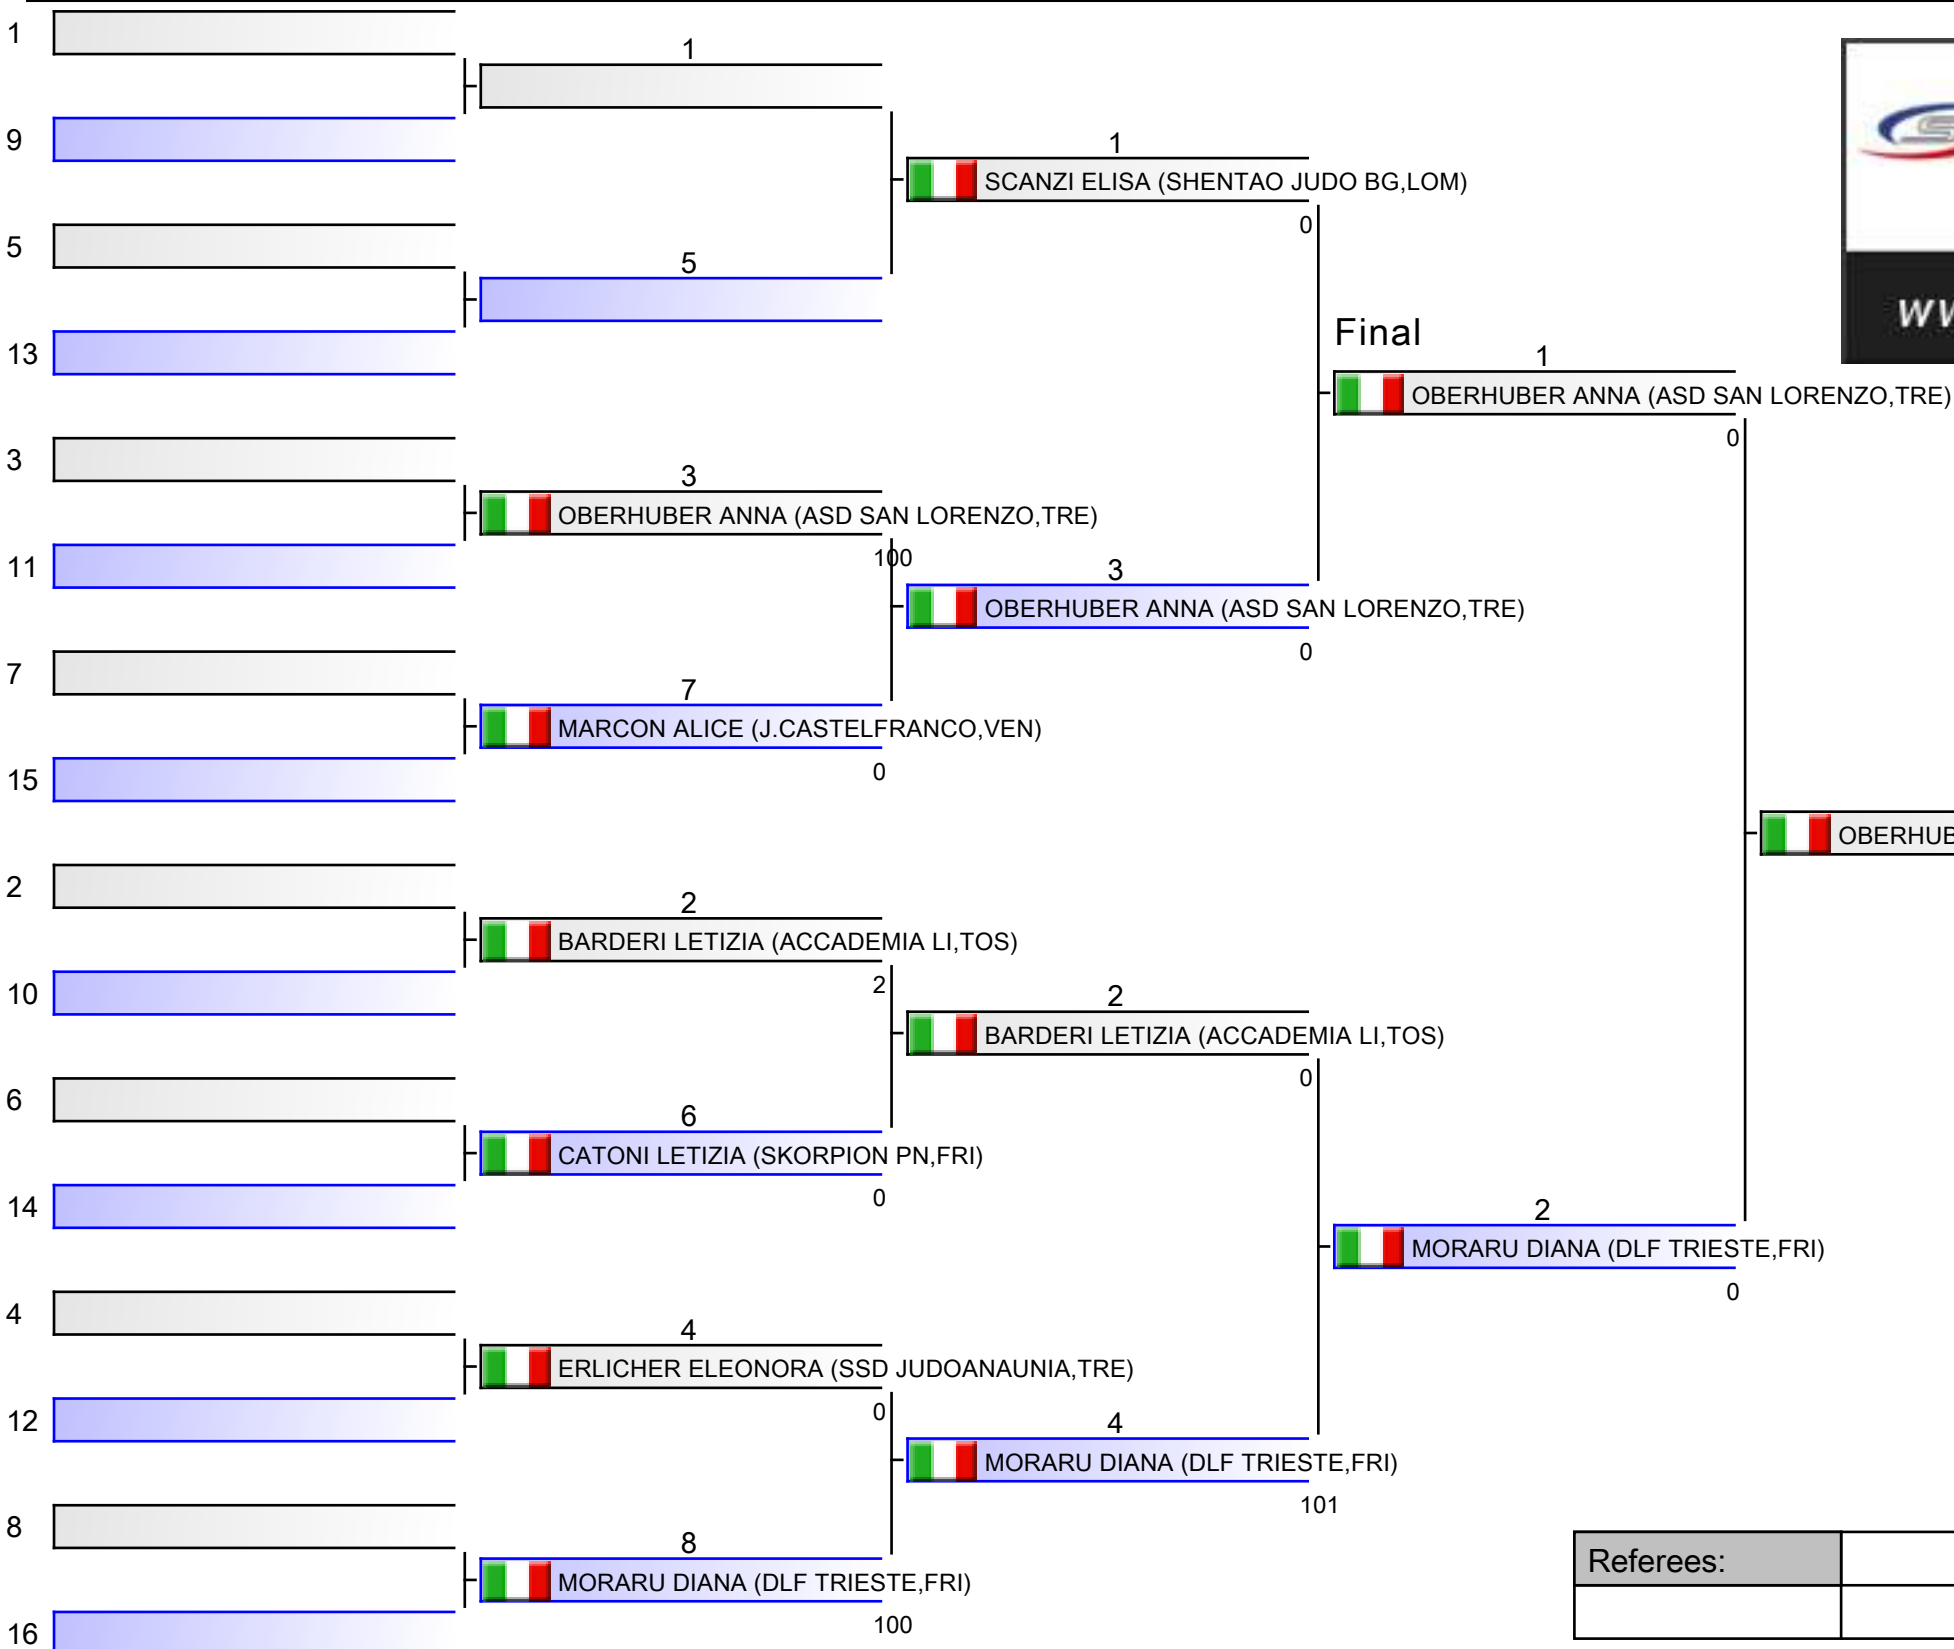 1
9
5
13
3
11
7
15
2
10
6
14
4
12
8
16
1
5
3
OBERHUBER ANNA (ASD SAN LORENZO,TRE)
100
7
MARCON ALICE (J.CASTELFRANCO,VEN)
0
2
BARDERI LETIZIA (ACCADEMIA LI,TOS)
2
6
CATONI LETIZIA (SKORPION PN,FRI)
0
4
ERLICHER ELEONORA (SSD JUDOANAUNIA,TRE)
0
8
MORARU DIANA (DLF TRIESTE,FRI)
100
1
SCANZI ELISA (SHENTAO JUDO BG,LOM)
0
3
OBERHUBER ANNA (ASD SAN LORENZO,TRE)
0
2
BARDERI LETIZIA (ACCADEMIA LI,TOS)
0
4
MORARU DIANA (DLF TRIESTE,FRI)
101
Final
1
OBERHUBER ANNA (ASD SAN LORENZO,TRE)
0
2
MORARU DIANA (DLF TRIESTE,FRI)
0
OBERHUB
Referees: